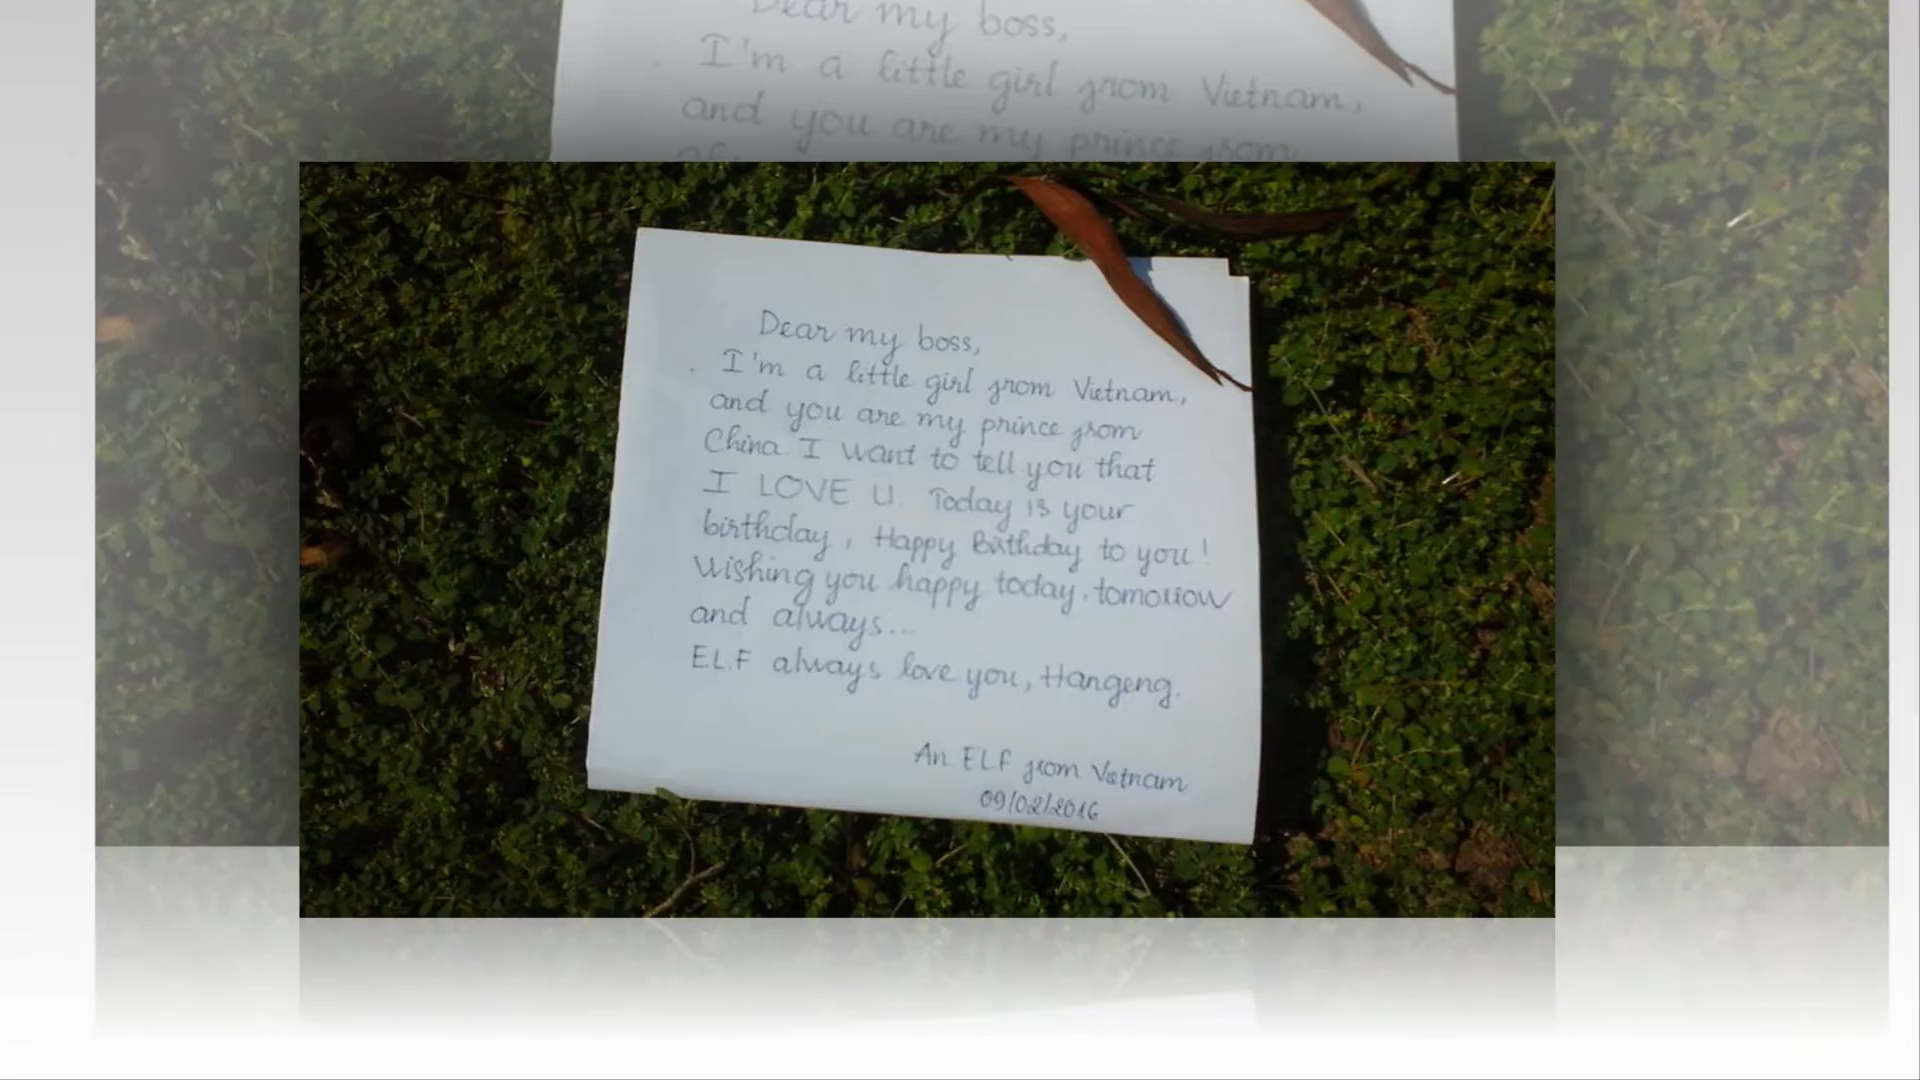 Dear my boss,
I'm a little girl from Vietnam,
and you are my prince from
Dear my boss,
I'm a little girl from Vietnam,
and you are my prince from
China I want to tell you that
I LOVE U. Today is your
birthday, Happy Birthday to you!
Wishing you happy today, tomorrow
and always...
E.L.F always love you, Hangeng.
An ELF from Vietnam
09/02/2016